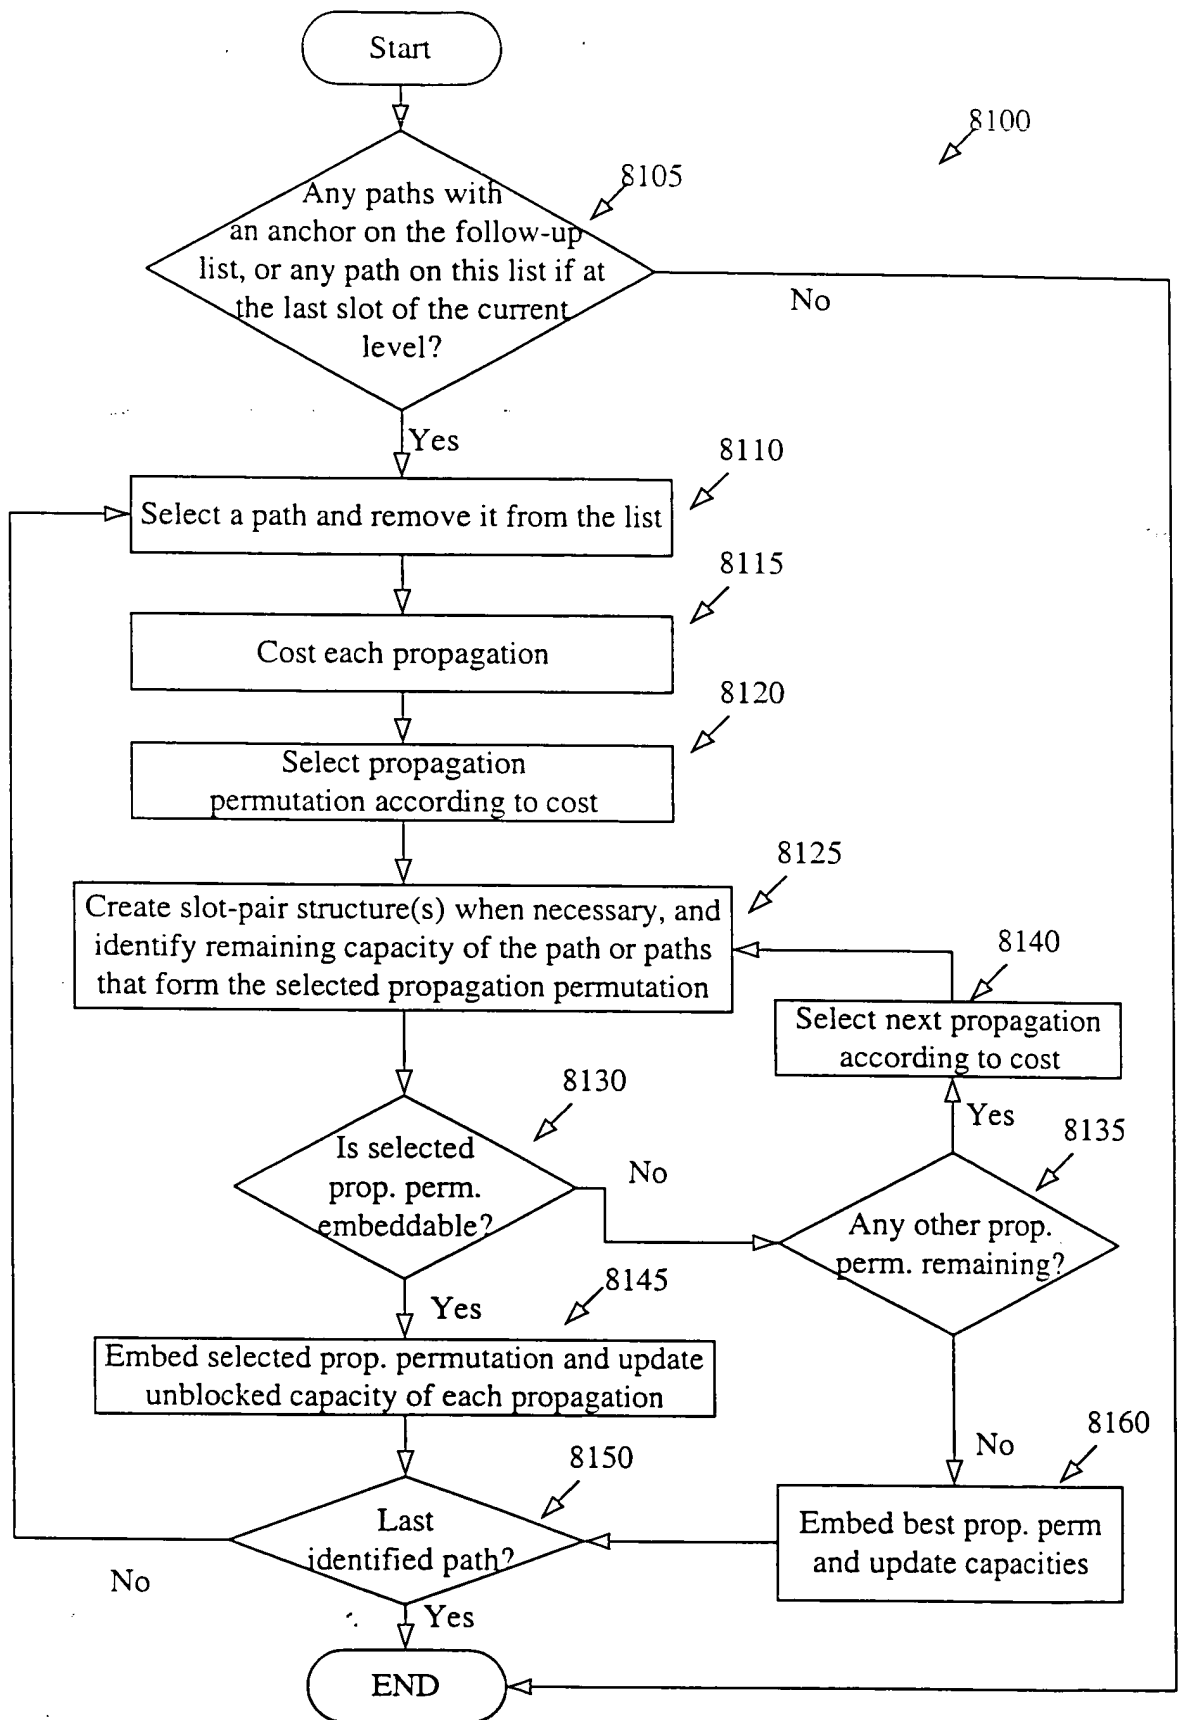 Start
8100
8105
Any paths with
an anchor on the follow-up
list, or any path on this list if at
the last slot of the current
level?
No
Yes
8110
Select a path and remove it from the list
8115
Cost each propagation
8120
Select propagation
permutation according to cost
8125
Create slot-pair structure(s) when necessary, and
identify remaining capacity of the path or paths
that form the selected propagation permutation
8140
Select next propagation
according to cost
8130
Is selected
prop. perm.
embeddable?
No
Yes
8135
Any other prop.
perm. remaining?
8145
Yes
Embed selected prop. permutation and update
unblocked capacity of each propagation
No
8160
Embed best prop. perm
and update capacities
8150
Last
identified path?
No
Yes
END